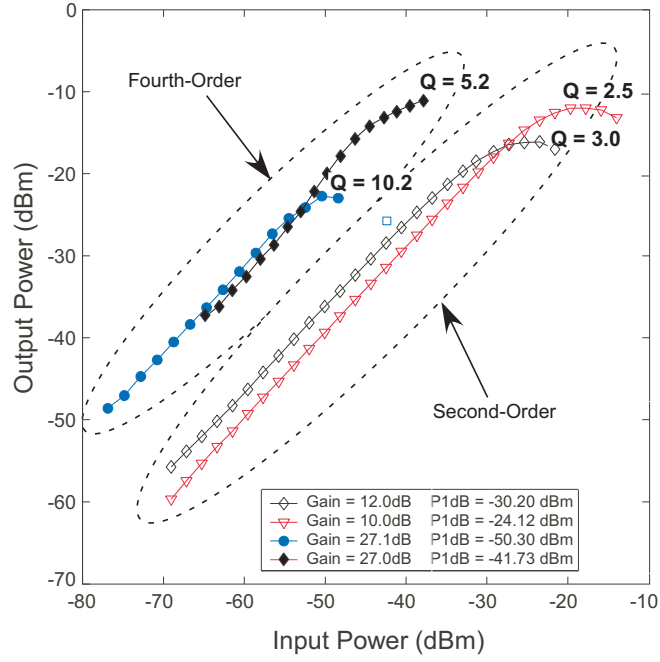 0
-10
-20
-30
-40
-50
-60
-70
Output Power (dBm)
Fourth-Order
Q = 5.2
Q = 2.5
Q = 3.0
Q = 10.2
Second-Order
Gain = 12.0dB P1dB = -30.20 dBm
Gain = 10.0dB P1dB = -24.12 dBm
Gain = 27.1dB P1dB = -50.30 dBm
Gain = 27.0dB P1dB = -41.73 dBm
-80 -70 -60 -50 -40 -30 -20 -10
Input Power (dBm)